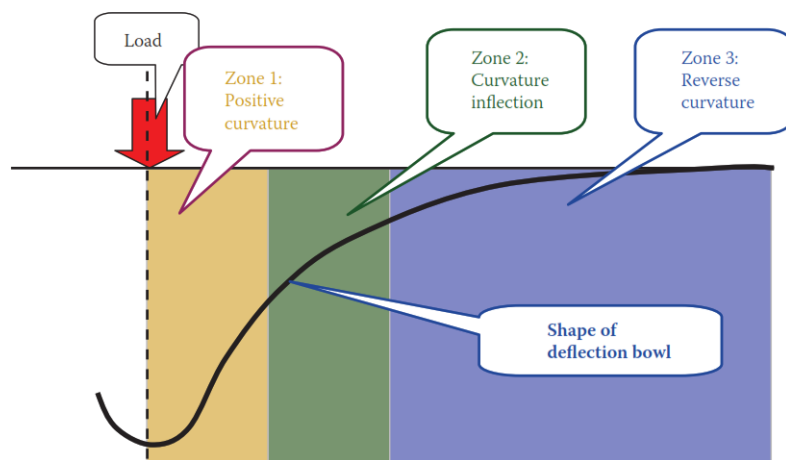 Load
Zone 1:
Positive
curvature
Zone 2:
Curvature
inflection
Zone 3:
Reverse
curvature
Shape of
deflection bowl